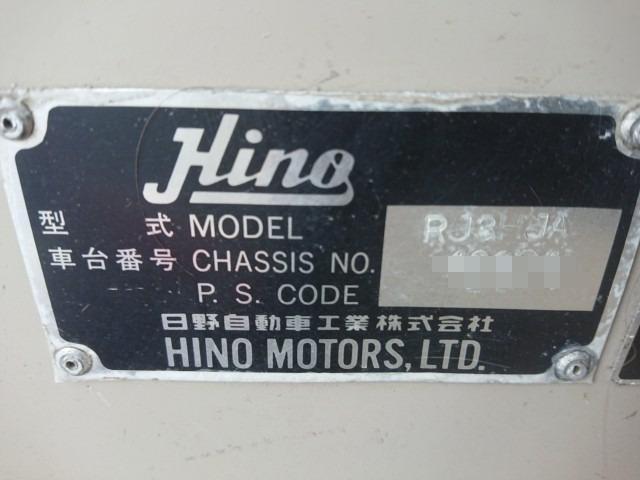 Hino
型 式 MODEL RJ3HJA
車台番号 CHASSIS NO.
P. S. CODE
日野自動車工業株式会社
HINO MOTORS, LTD.